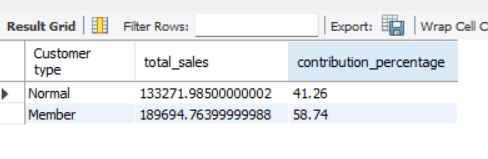 Result Grid Filter Rows: Export: Wrap Cell C
Customer type total_sales contribution_percentage
Normal 133271.98500000002 41.26
Member 189694.76399999988 58.74